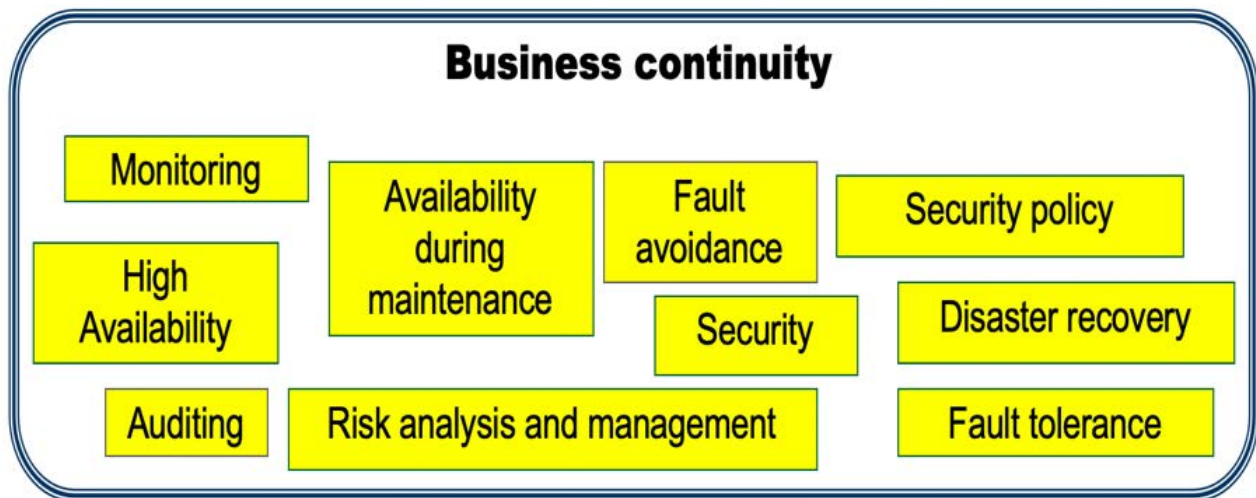 Business continuity
Monitoring
Availability
during
maintenance
Fault
avoidance
Security policy
High
Availability
Security
Disaster recovery
Auditing
Risk analysis and management
Fault tolerance